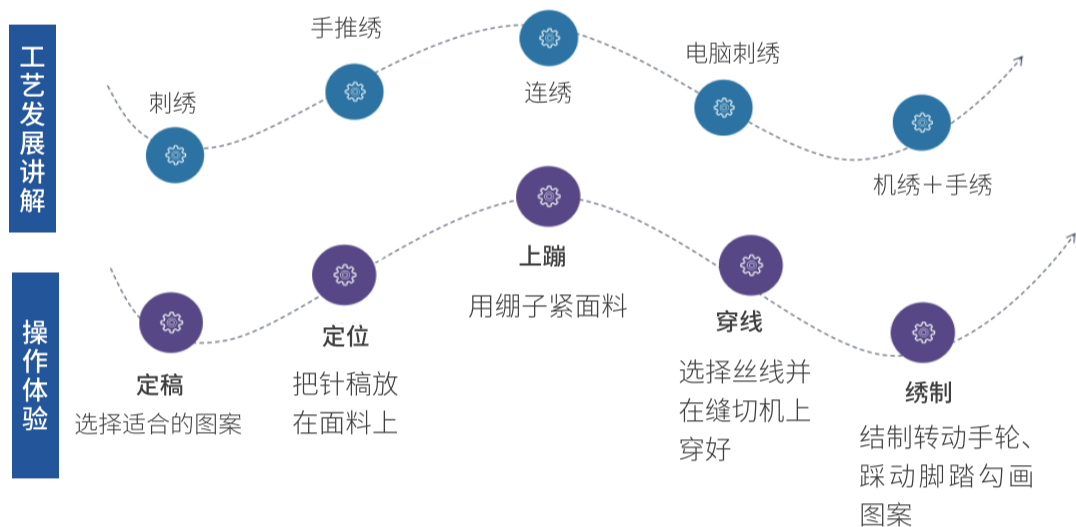 工艺发展讲解
刺绣
手推绣
连绣
电脑刺绣
机绣＋手绣
操作体验
定稿
选择适合的图案
定位
把针稿放
在面料上
上蹦
用绷子紧面料
穿线
选择丝线并
在缝切机上
穿好
绣制
结制转动手轮、
踩动脚踏勾画
图案